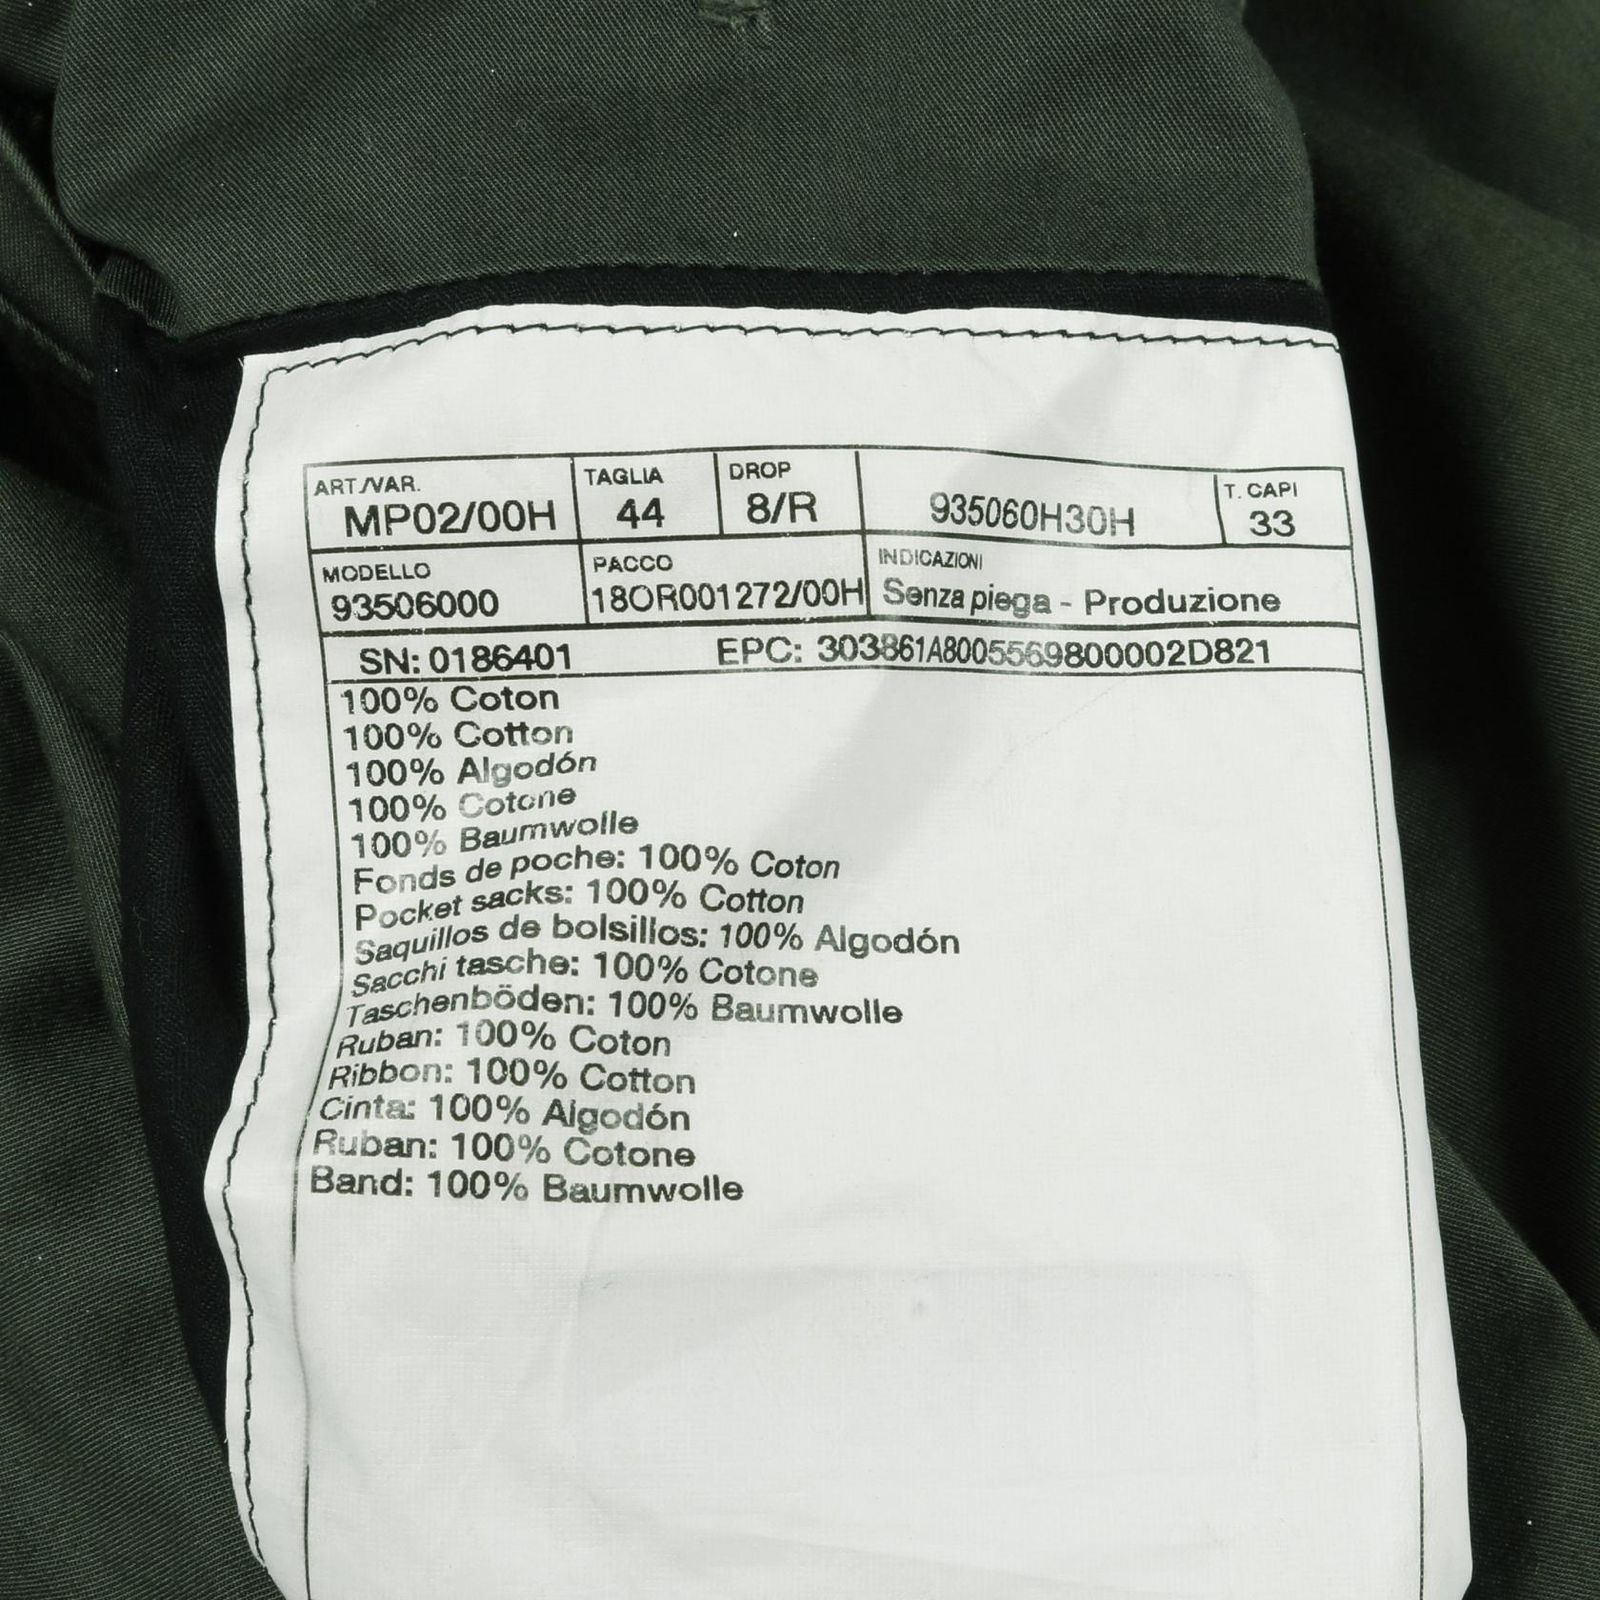 ART./VAR. TAGLIA DROP T. CAPI
MP02/00H 44 8/R 935060H30H 33
MODELLO PACCO INDICAZIONI
93506000 18OR001272/00H Senza piega - Produzione
SN: 0186401 EPC: 303861A8005569800002D821
100% Coton
100% Cotton
100% Algodón
100% Cotone
100% Baumwolle
Fonds de poche: 100% Coton
Pocket sacks: 100% Cotton
Saquillos de bolsillos: 100% Algodón
Sacchi tasche: 100% Cotone
Taschenböden: 100% Baumwolle
Ruban: 100% Coton
Ribbon: 100% Cotton
Cinta: 100% Algodón
Ruban: 100% Cotone
Band: 100% Baumwolle